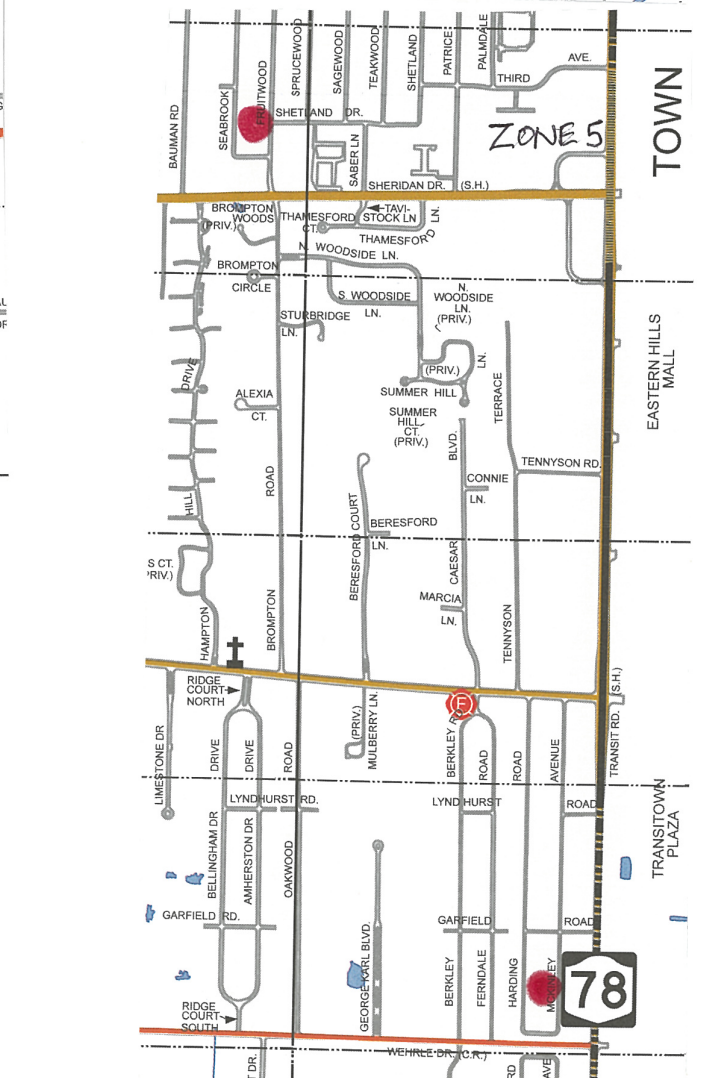 BAUMAN RD
SEABROOK
FRUITWOOD
SPRUCEWOOD
SAGEWOOD
TEAKWOOD
SHETLAND
PATRICE
PALMDALE
THIRD AVE.
SHETLAND DR.
SABER LN
ZONE 5
TOWN
SHERIDAN DR. (S.H.)
BROMPTON
WOODS
(PRIV.)
THAMESFORD
CT.
TAVI-
STOCK LN
THAMESFORD LN.
N. WOODSIDE LN.
BROMPTON
CIRCLE
S. WOODSIDE
LN.
N.
WOODSIDE
LN.
(PRIV.)
STURBRIDGE
LN.
EASTERN HILLS
MALL
(PRIV.)
SUMMER HILL LN.
SUMMER
HILL
CT.
(PRIV.)
ALEXIA
CT.
TENNYSON TERRACE
TENNYSON RD.
CONNIE
LN.
CAESAR BLVD.
BERESFORD COURT
BERESFORD
LN.
MARCIA
LN.
HAMPTON HILL DRIVE
BROMPTON ROAD
S CT.
PRIV.)
RIDGE
COURT
NORTH
F
TRANSIT RD. (S.H.)
LIMESTONE DR
BELLINGHAM DR
DRIVE
AMHERSTON DR
DRIVE
OAKWOOD ROAD
(PRIV.)
MULBERRY LN.
BERKLEY RD.
ROAD
ROAD
AVENUE
LYNDHURST RD.
LYNDHURST ROAD
TRANSITOWN
PLAZA
GARFIELD RD.
GEORGE KARL BLVD.
GARFIELD ROAD
BERKLEY
FERNDALE
HARDING
MCKINLEY
78
RIDGE
COURT
SOUTH
WEHRLE DR. (C.R.)
T DR.
RD
AVE